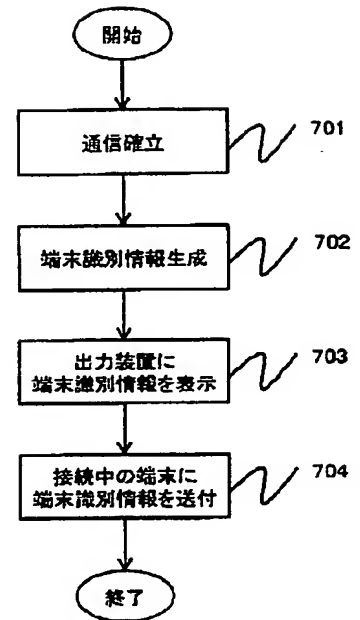 開始
通信確立
701
端末識別情報生成
702
出力装置に
端末識別情報を表示
703
接続中の端末に
端末識別情報を送付
704
終了